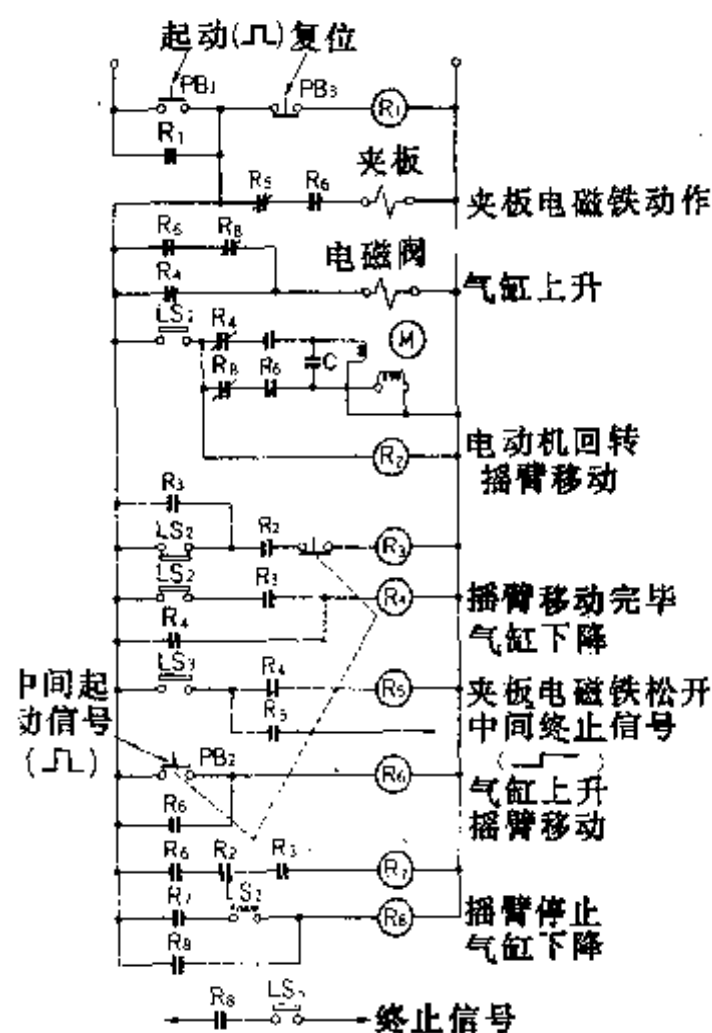 起动(⎍)复位
PB₁
PB₃
R₁
R₁
夹板
R₅ R₆
夹板电磁铁动作
R₆ R₈
电磁阀
R₄
气缸上升
LS₂ R₄
M
R₈ R₆ C
R₂
电动机回转
摇臂移动
R₃
LS₂ R₂
R₃
LS₂ R₃
R₄
摇臂移动完毕
R₄
气缸下降
LS₃ R₄
R₅
夹板电磁铁松开
R₅
中间终止信号
中间起
动信号
PB₂
R₆
气缸上升
R₆
摇臂移动
R₆ R₂ R₃
R₇
R₇
R₈
摇臂停止
R₈
气缸下降
R₈
终止信号